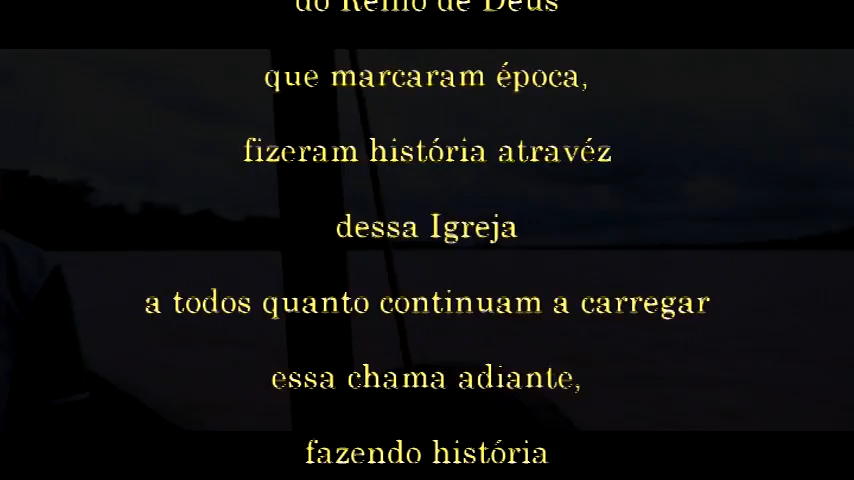 do Reino de Deus
que marcaram época,
fizeram história atravéz
dessa Igreja
a todos quanto continuam a carregar
essa chama adiante,
fazendo história